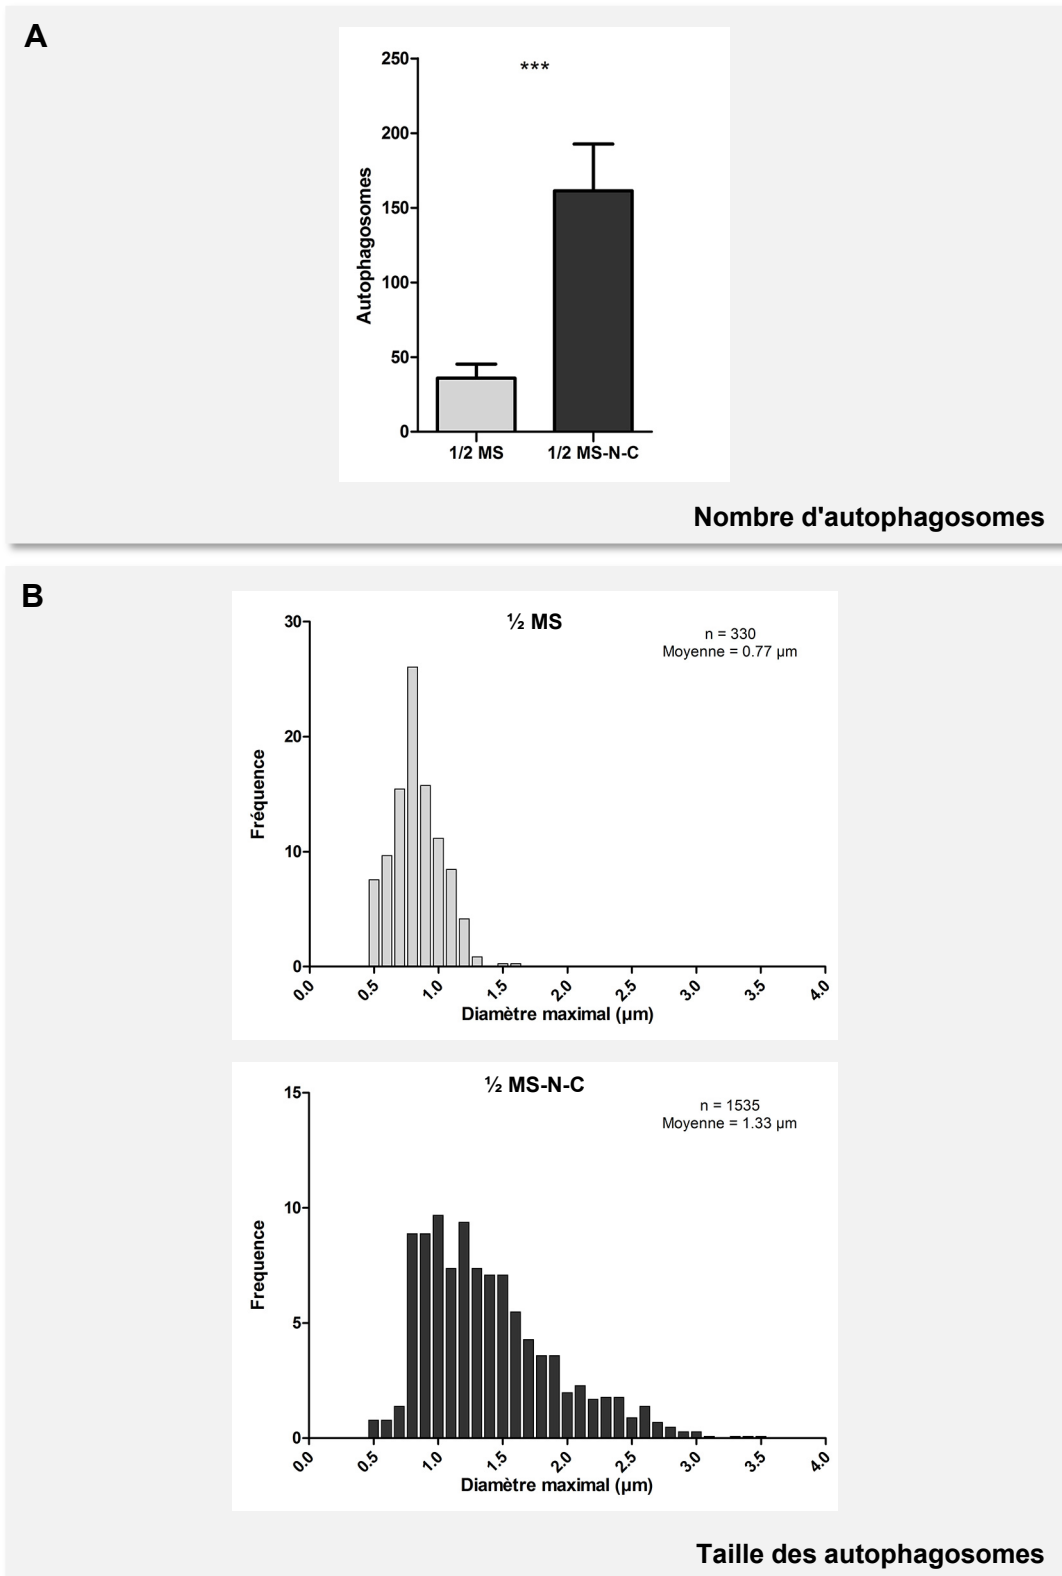 A
250
***
200
150
100
50
0
Autophagosomes
1/2 MS
1/2 MS-N-C
Nombre d'autophagosomes
B
½ MS
n = 330
Moyenne = 0.77 µm
30
20
10
0
Fréquence
0.0 0.5 1.0 1.5 2.0 2.5 3.0 3.5 4.0
Diamètre maximal (µm)
½ MS-N-C
n = 1535
Moyenne = 1.33 µm
15
10
5
0
Frequence
0.0 0.5 1.0 1.5 2.0 2.5 3.0 3.5 4.0
Diamètre maximal (µm)
Taille des autophagosomes